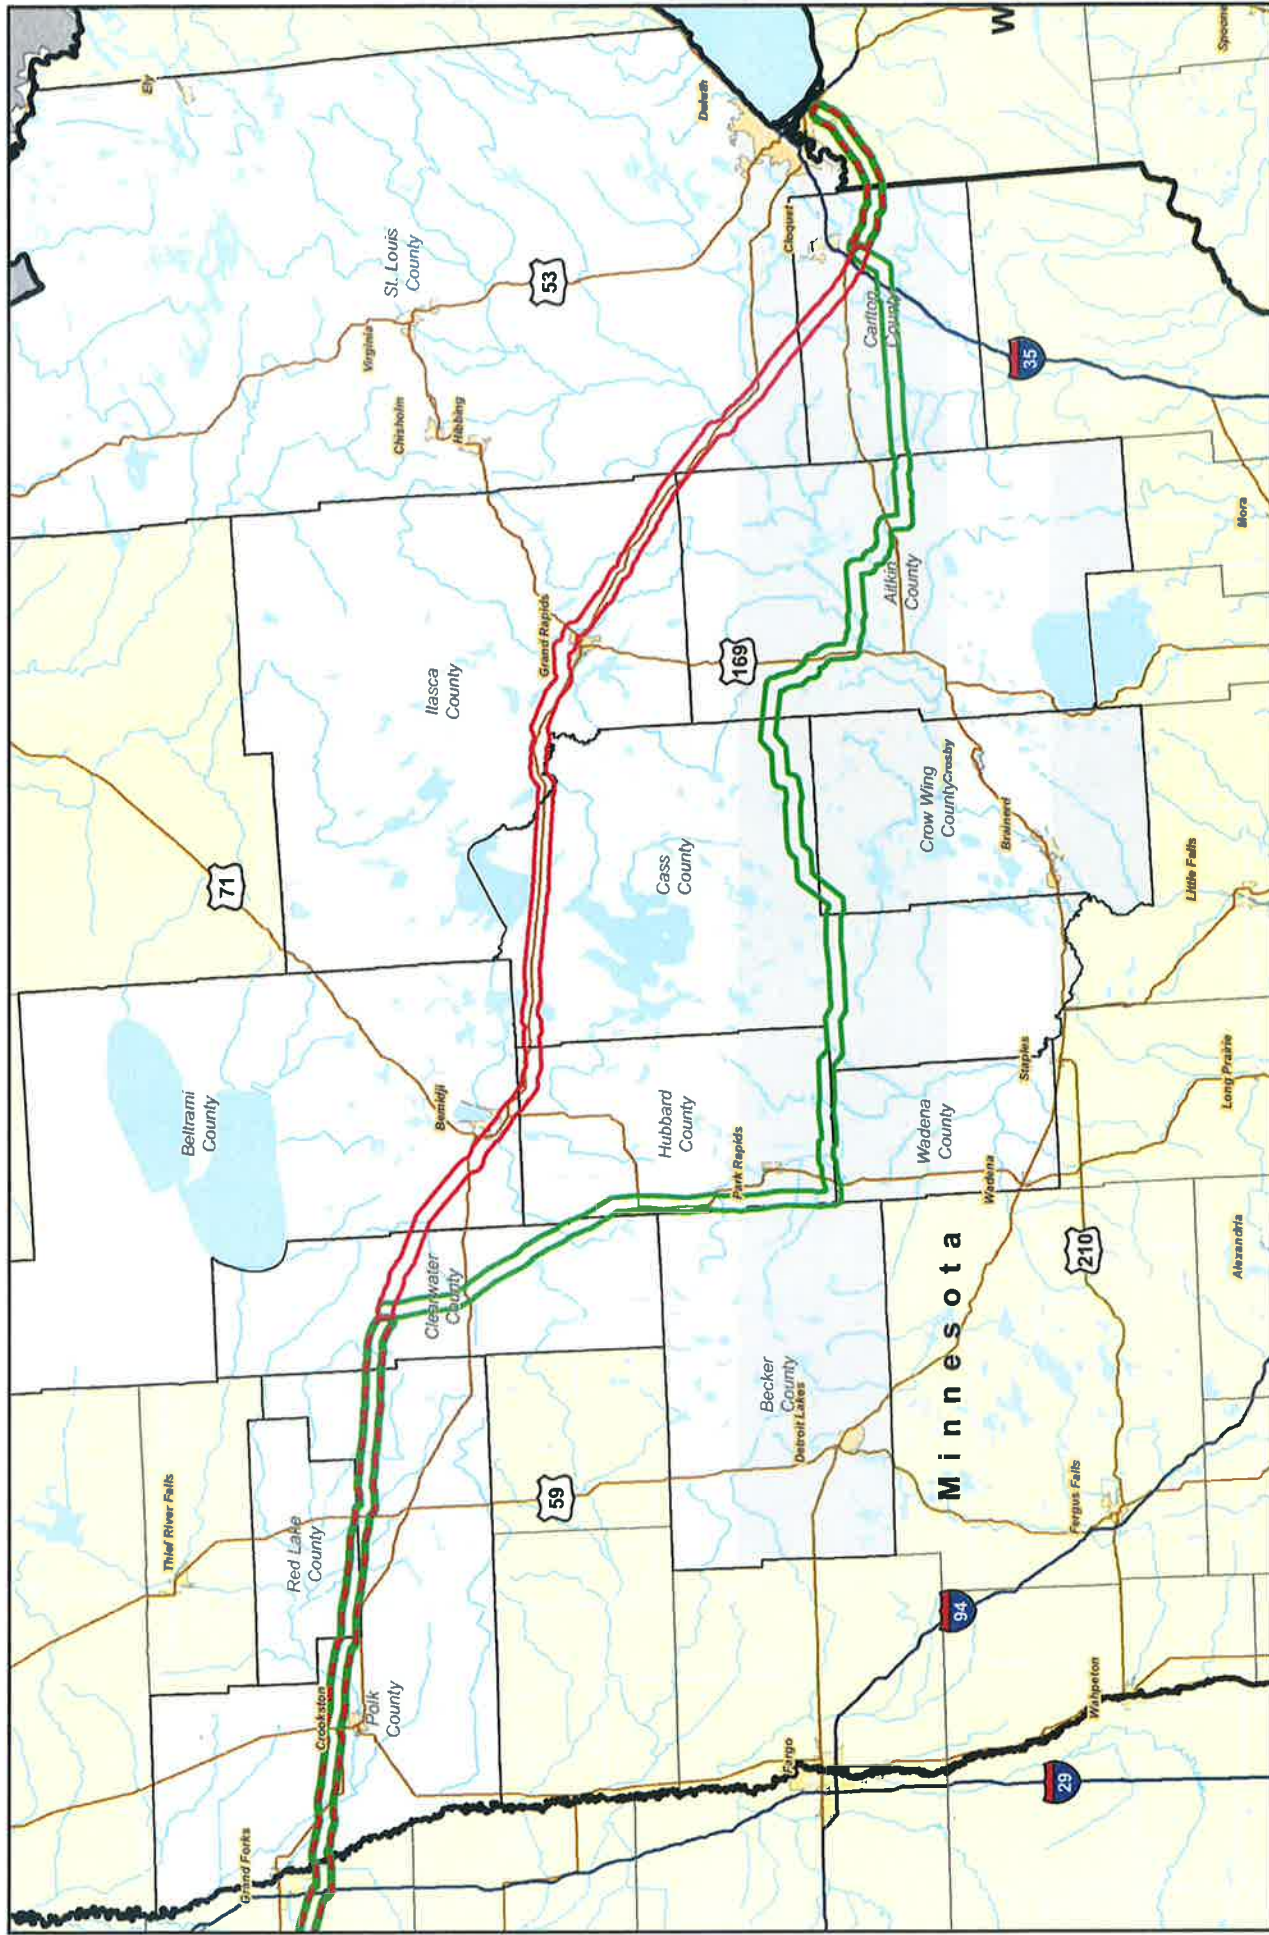 Ely
Duluth
W
Spoone
St. Louis
County
53
Virginia
Chisholm
Hibbing
Cloquet
Carlton
County
35
Grand Rapids
Itasca
County
169
Aitkin
County
Mora
71
Cass
County
Crow Wing
County
Crosby
Brainerd
Little Falls
Beltrami
County
Bemidji
Hubbard
County
Park Rapids
Wadena
County
Staples
Wadena
Long Prairie
Clearwater
County
Minnesota
210
Alexandria
Becker
County
Detroit Lakes
Thief River Falls
Red Lake
County
59
Fergus Falls
94
Crookston
Polk
County
Wahpeton
Grand Forks
Fargo
29